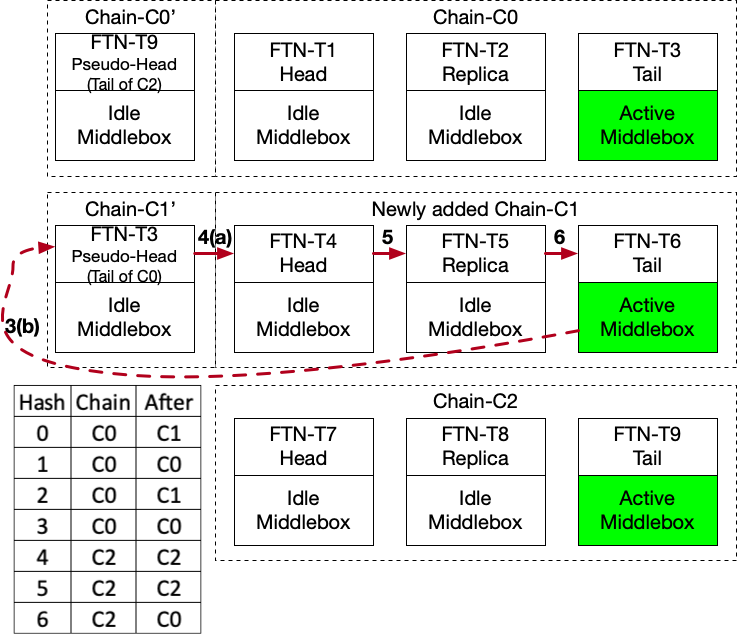 Chain-C0’
FTN-T9
Pseudo-Head
(Tail of C2)
Idle
Middlebox
Chain-C0
FTN-T1
Head
Idle
Middlebox
FTN-T2
Replica
Idle
Middlebox
FTN-T3
Tail
Active
Middlebox
Chain-C1’
FTN-T3
Pseudo-Head
(Tail of C0)
Idle
Middlebox
3(b)
4(a)
Newly added Chain-C1
FTN-T4
Head
Idle
Middlebox
5
FTN-T5
Replica
Idle
Middlebox
6
FTN-T6
Tail
Active
Middlebox
Hash Chain After
0 C0 C1
1 C0 C0
2 C0 C1
3 C0 C0
4 C2 C2
5 C2 C2
6 C2 C0
Chain-C2
FTN-T7
Head
Idle
Middlebox
FTN-T8
Replica
Idle
Middlebox
FTN-T9
Tail
Active
Middlebox